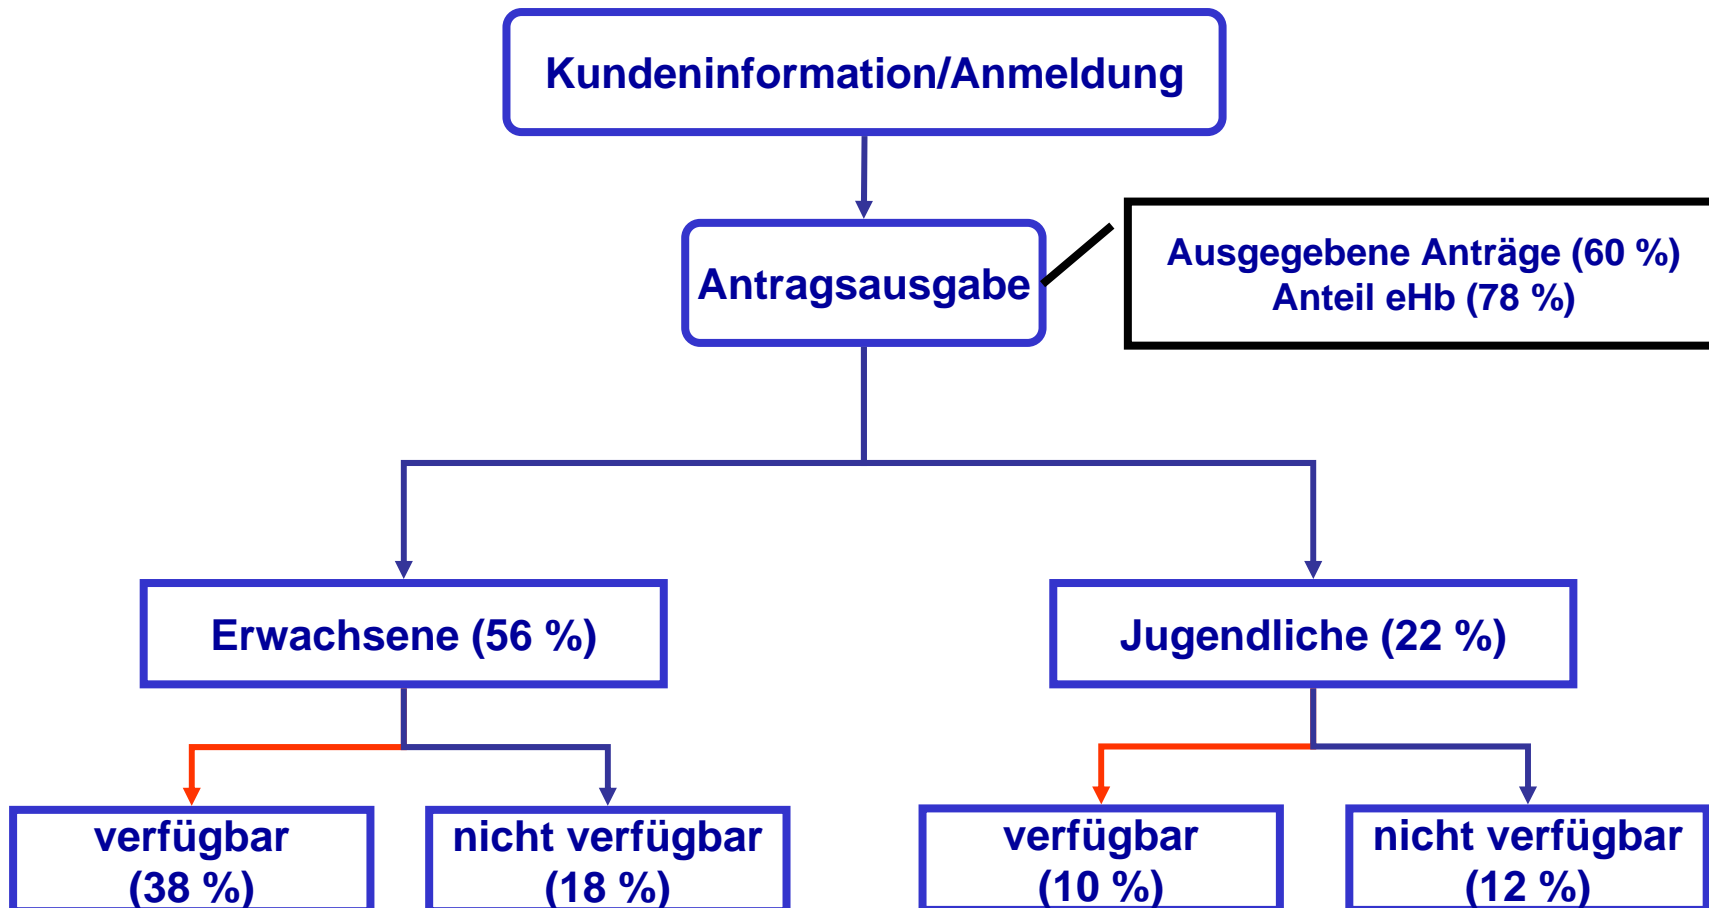 Kundeninformation/Anmeldung
Antragsausgabe
Ausgegebene Anträge (60 %)
Anteil eHb (78 %)
Erwachsene (56 %)
Jugendliche (22 %)
verfügbar
(38 %)
nicht verfügbar
(18 %)
verfügbar
(10 %)
nicht verfügbar
(12 %)